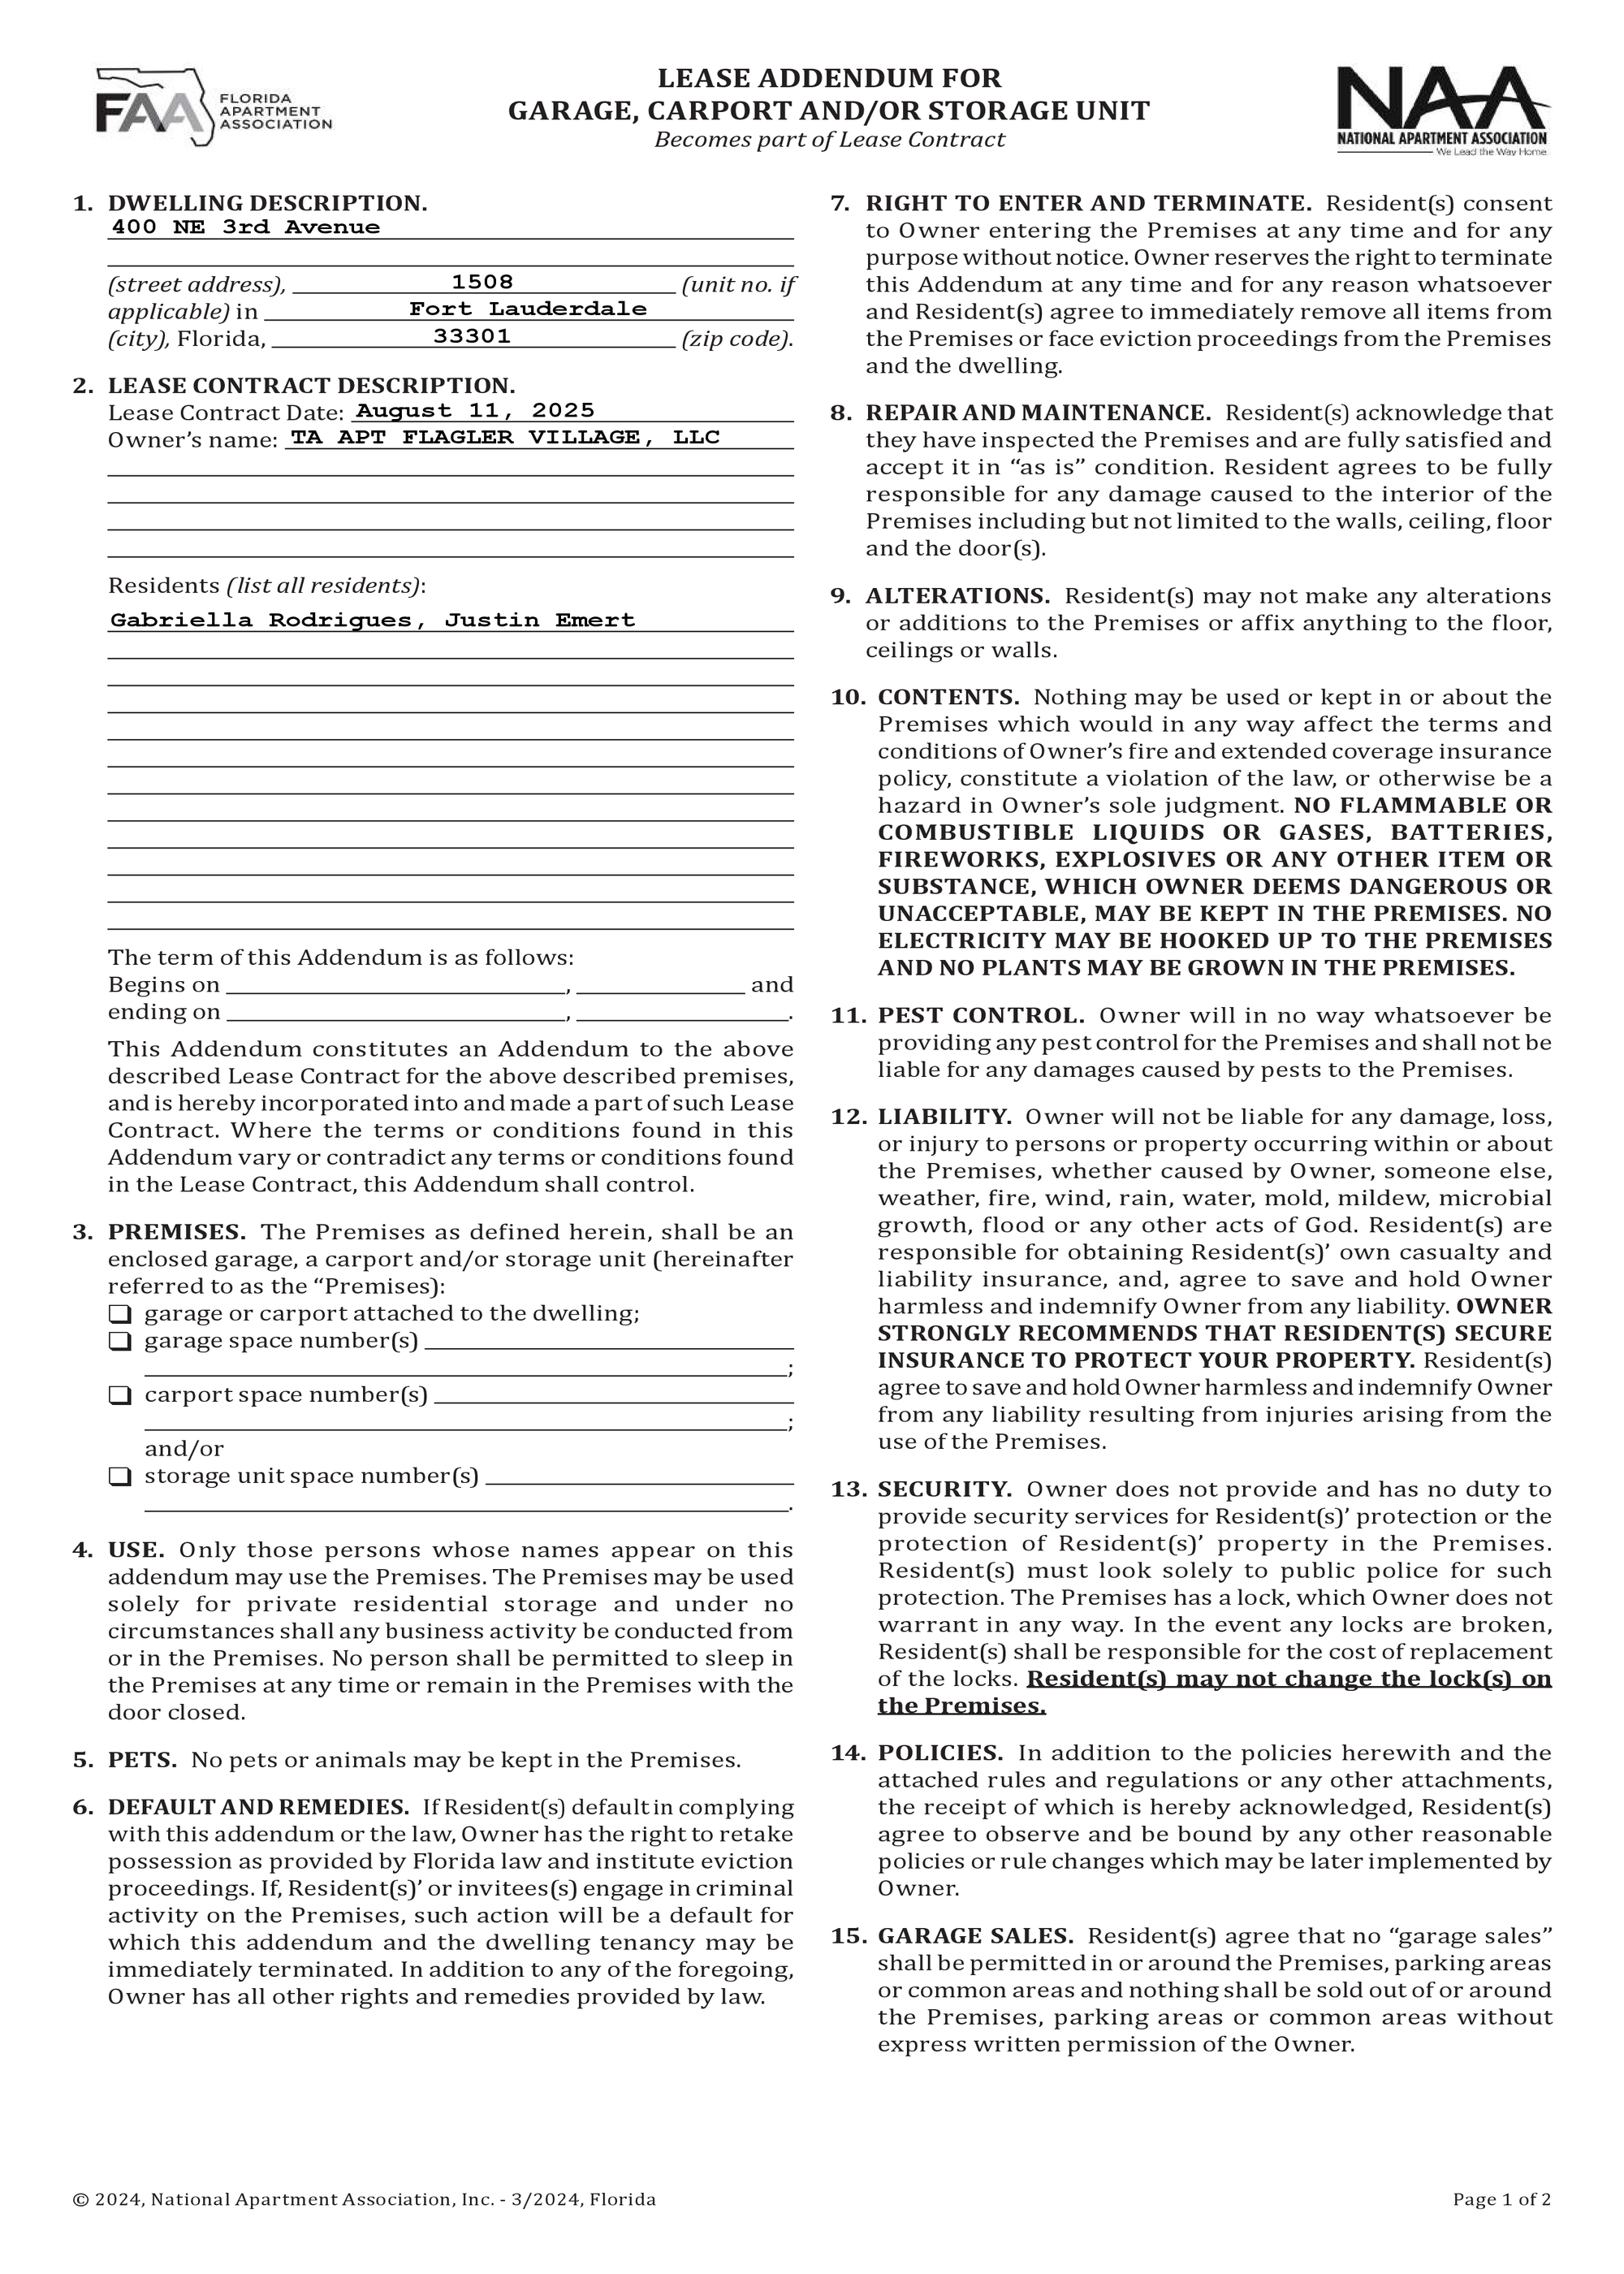 FAA FLORIDA
APARTMENT
ASSOCIATION
LEASE ADDENDUM FOR
GARAGE, CARPORT AND/OR STORAGE UNIT
Becomes part of Lease Contract
NAA
NATIONAL APARTMENT ASSOCIATION
We Lead the Way Home
1. DWELLING DESCRIPTION.
400 NE 3rd Avenue
(street address), 1508 (unit no. if
applicable) in Fort Lauderdale
(city), Florida, 33301 (zip code).
2. LEASE CONTRACT DESCRIPTION.
Lease Contract Date: August 11, 2025
Owner’s name: TA APT FLAGLER VILLAGE, LLC
Residents (list all residents):
Gabriella Rodrigues, Justin Emert
The term of this Addendum is as follows:
Begins on ____, ____ and
ending on ____, ____.
This Addendum constitutes an Addendum to the above
described Lease Contract for the above described premises,
and is hereby incorporated into and made a part of such Lease
Contract. Where the terms or conditions found in this
Addendum vary or contradict any terms or conditions found
in the Lease Contract, this Addendum shall control.
3. PREMISES. The Premises as defined herein, shall be an
enclosed garage, a carport and/or storage unit (hereinafter
referred to as the “Premises):
❏ garage or carport attached to the dwelling;
❏ garage space number(s) ____
____;
❏ carport space number(s) ____
____;
and/or
❏ storage unit space number(s) ____
____.
4. USE. Only those persons whose names appear on this
addendum may use the Premises. The Premises may be used
solely for private residential storage and under no
circumstances shall any business activity be conducted from
or in the Premises. No person shall be permitted to sleep in
the Premises at any time or remain in the Premises with the
door closed.
5. PETS. No pets or animals may be kept in the Premises.
6. DEFAULT AND REMEDIES. If Resident(s) default in complying
with this addendum or the law, Owner has the right to retake
possession as provided by Florida law and institute eviction
proceedings. If, Resident(s)’ or invitees(s) engage in criminal
activity on the Premises, such action will be a default for
which this addendum and the dwelling tenancy may be
immediately terminated. In addition to any of the foregoing,
Owner has all other rights and remedies provided by law.
7. RIGHT TO ENTER AND TERMINATE. Resident(s) consent
to Owner entering the Premises at any time and for any
purpose without notice. Owner reserves the right to terminate
this Addendum at any time and for any reason whatsoever
and Resident(s) agree to immediately remove all items from
the Premises or face eviction proceedings from the Premises
and the dwelling.
8. REPAIR AND MAINTENANCE. Resident(s) acknowledge that
they have inspected the Premises and are fully satisfied and
accept it in “as is” condition. Resident agrees to be fully
responsible for any damage caused to the interior of the
Premises including but not limited to the walls, ceiling, floor
and the door(s).
9. ALTERATIONS. Resident(s) may not make any alterations
or additions to the Premises or affix anything to the floor,
ceilings or walls.
10. CONTENTS. Nothing may be used or kept in or about the
Premises which would in any way affect the terms and
conditions of Owner’s fire and extended coverage insurance
policy, constitute a violation of the law, or otherwise be a
hazard in Owner’s sole judgment. NO FLAMMABLE OR
COMBUSTIBLE LIQUIDS OR GASES, BATTERIES,
FIREWORKS, EXPLOSIVES OR ANY OTHER ITEM OR
SUBSTANCE, WHICH OWNER DEEMS DANGEROUS OR
UNACCEPTABLE, MAY BE KEPT IN THE PREMISES. NO
ELECTRICITY MAY BE HOOKED UP TO THE PREMISES
AND NO PLANTS MAY BE GROWN IN THE PREMISES.
11. PEST CONTROL. Owner will in no way whatsoever be
providing any pest control for the Premises and shall not be
liable for any damages caused by pests to the Premises.
12. LIABILITY. Owner will not be liable for any damage, loss,
or injury to persons or property occurring within or about
the Premises, whether caused by Owner, someone else,
weather, fire, wind, rain, water, mold, mildew, microbial
growth, flood or any other acts of God. Resident(s) are
responsible for obtaining Resident(s)’ own casualty and
liability insurance, and, agree to save and hold Owner
harmless and indemnify Owner from any liability. OWNER
STRONGLY RECOMMENDS THAT RESIDENT(S) SECURE
INSURANCE TO PROTECT YOUR PROPERTY. Resident(s)
agree to save and hold Owner harmless and indemnify Owner
from any liability resulting from injuries arising from the
use of the Premises.
13. SECURITY. Owner does not provide and has no duty to
provide security services for Resident(s)’ protection or the
protection of Resident(s)’ property in the Premises.
Resident(s) must look solely to public police for such
protection. The Premises has a lock, which Owner does not
warrant in any way. In the event any locks are broken,
Resident(s) shall be responsible for the cost of replacement
of the locks. Resident(s) may not change the lock(s) on
the Premises.
14. POLICIES. In addition to the policies herewith and the
attached rules and regulations or any other attachments,
the receipt of which is hereby acknowledged, Resident(s)
agree to observe and be bound by any other reasonable
policies or rule changes which may be later implemented by
Owner.
15. GARAGE SALES. Resident(s) agree that no “garage sales”
shall be permitted in or around the Premises, parking areas
or common areas and nothing shall be sold out of or around
the Premises, parking areas or common areas without
express written permission of the Owner.
© 2024, National Apartment Association, Inc. - 3/2024, Florida
Page 1 of 2